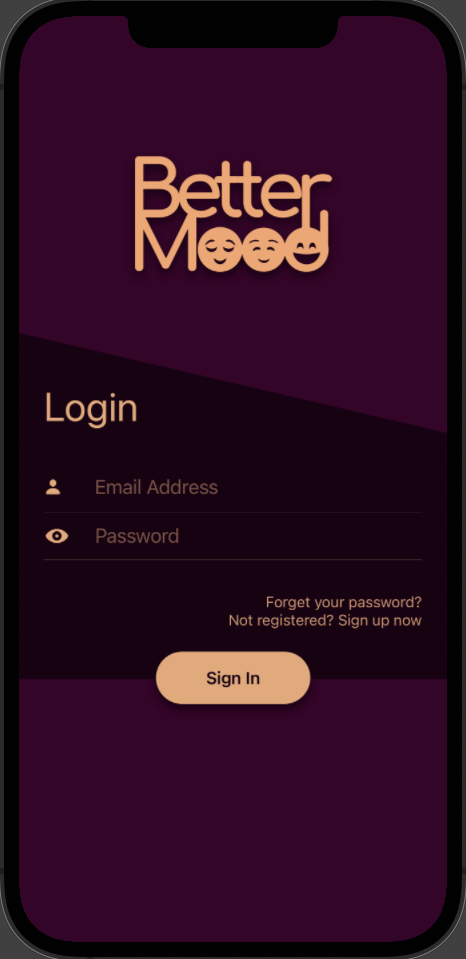 Better
Mood
Login
Email Address
Password
Forget your password?
Not registered? Sign up now
Sign In